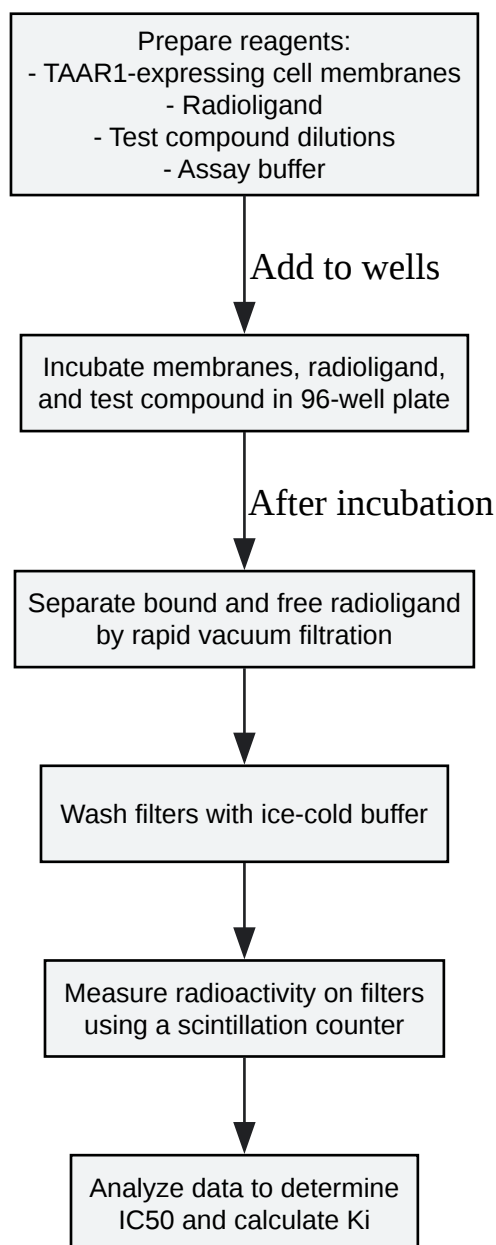 Prepare reagents:
- TAAR1-expressing cell membranes
- Radioligand
- Test compound dilutions
- Assay buffer
Add to wells
Incubate membranes, radioligand,
and test compound in 96-well plate
After incubation
Separate bound and free radioligand
by rapid vacuum filtration
Wash filters with ice-cold buffer
Measure radioactivity on filters
using a scintillation counter
Analyze data to determine
IC50 and calculate Ki